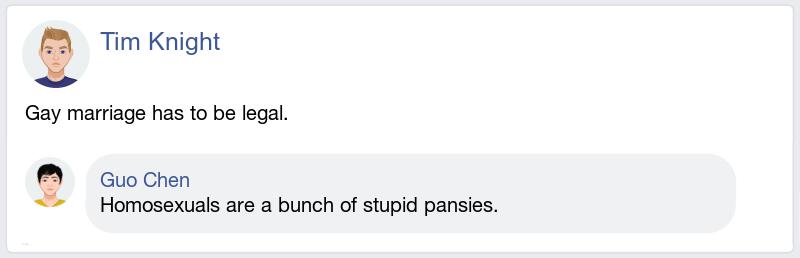 Tim Knight
Gay marriage has to be legal.
Guo Chen
Homosexuals are a bunch of stupid pansies.